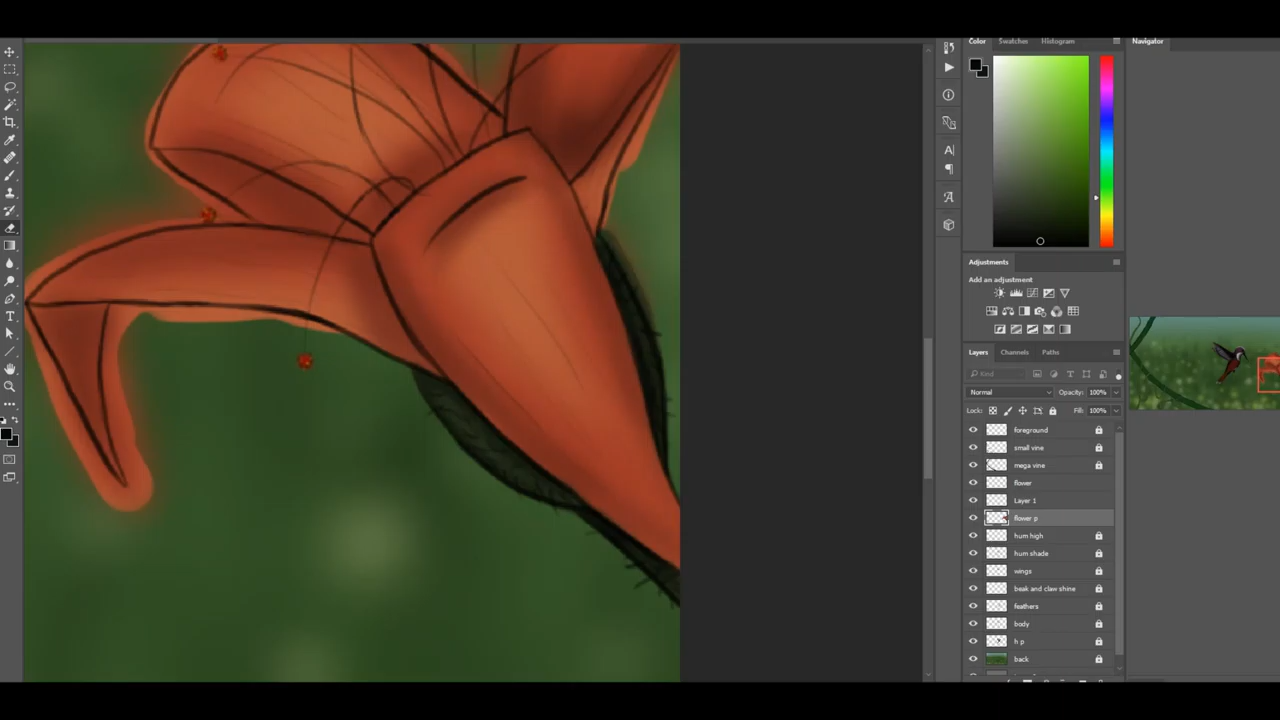 Color Swatches Histogram
Navigator
Adjustments
Add an adjustment
Layers Channels Paths
Kind
Normal Opacity: 100%
Lock: Fill: 100%
foreground
small vine
mega vine
flower
Layer 1
flower p
hum high
hum shade
wings
beak and claw shine
feathers
body
h p
back